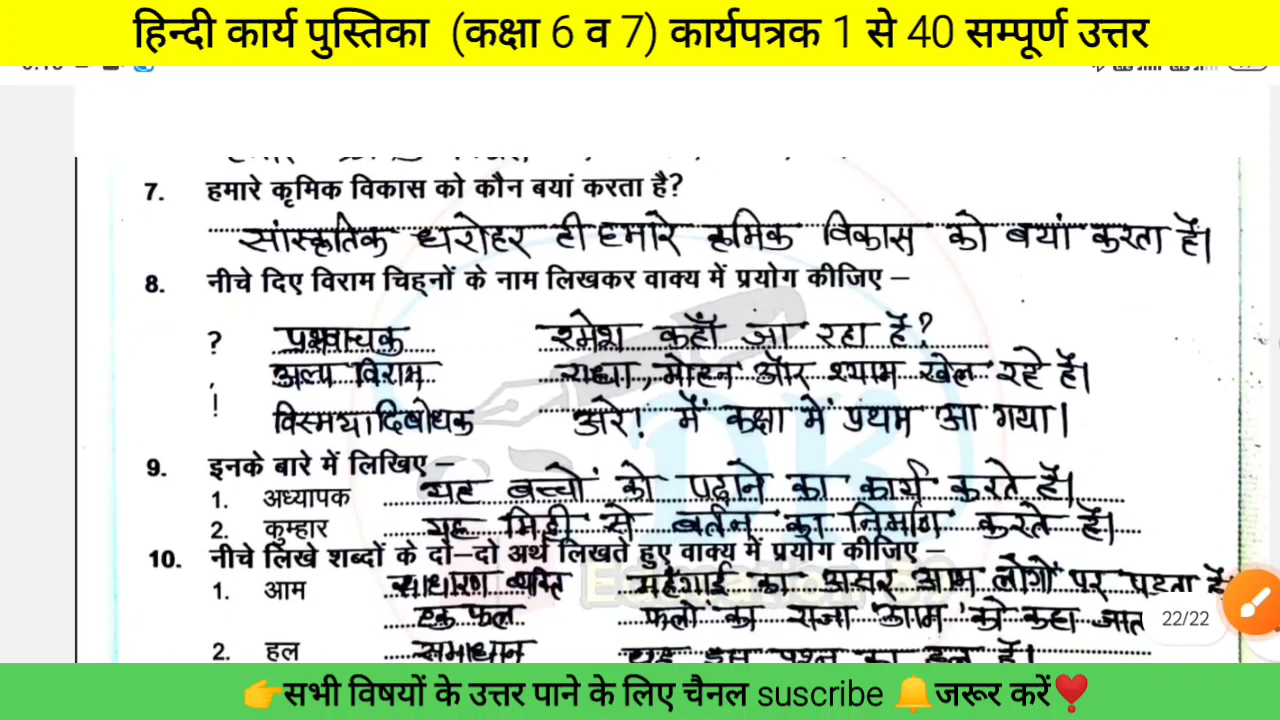 हिन्दी कार्य पुस्तिका (कक्षा 6 व 7) कार्यपत्रक 1 से 40 सम्पूर्ण उत्तर
7. हमारे कृमिक विकास को कौन बयां करता है?
सांस्कृतिक धरोहर ही हमारे क्रमिक विकास को बयां करता है।
8. नीचे दिए विराम चिह्नों के नाम लिखकर वाक्य में प्रयोग कीजिए –
? प्रश्नवाचक रमेश कहाँ जा रहा है?
, अल्प विराम राधा, मोहन और श्याम खेल रहे हैं।
! विस्मयादिबोधक अरे! मैं कक्षा में प्रथम आ गया।
9. इनके बारे में लिखिए –
1. अध्यापक यह बच्चों को पढ़ाने का कार्य करते हैं।
2. कुम्हार यह मिट्टी से बर्तन का निर्माण करते हैं।
10. नीचे लिखे शब्दों के दो–दो अर्थ लिखते हुए वाक्य में प्रयोग कीजिए –
1. आम साधारण व्यक्ति महँगाई का असर आम लोगों पर पड़ता है
एक फल फलों का राजा 'आम' को कहा जात
22/22
2. हल समाधान यह इस प्रश्न का हल है।
👉सभी विषयों के उत्तर पाने के लिए चैनल suscribe 🔔जरूर करें❣️